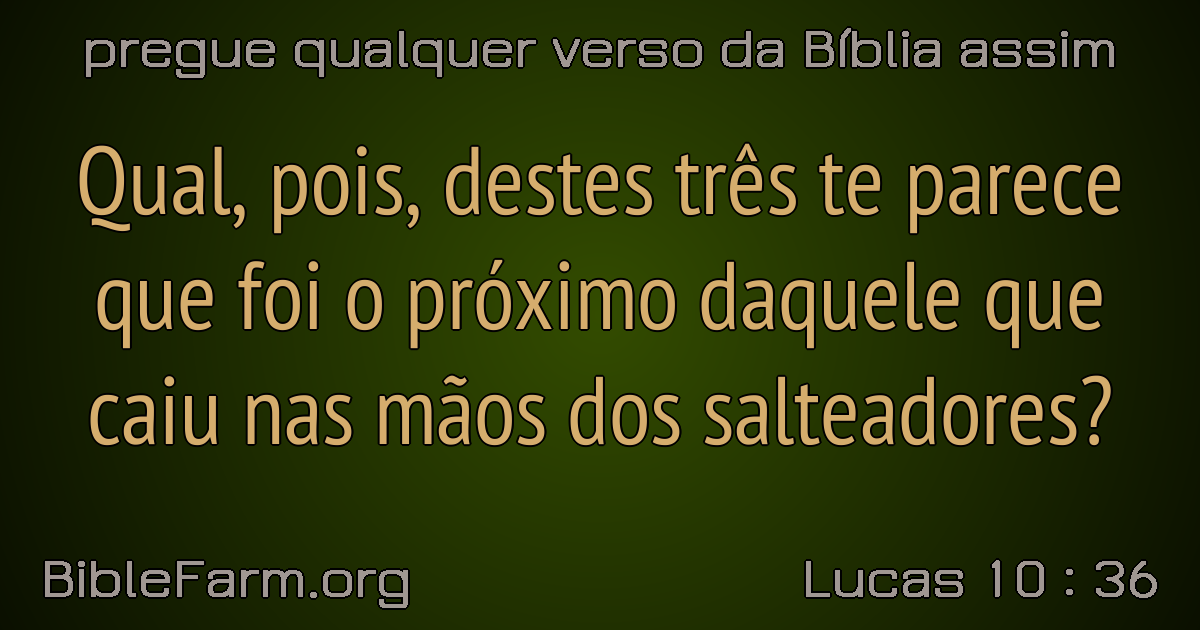 pregue qualquer verso da Bíblia assim
Qual, pois, destes três te parece
que foi o próximo daquele que
caiu nas mãos dos salteadores?
BibleFarm.org
Lucas 10 : 36